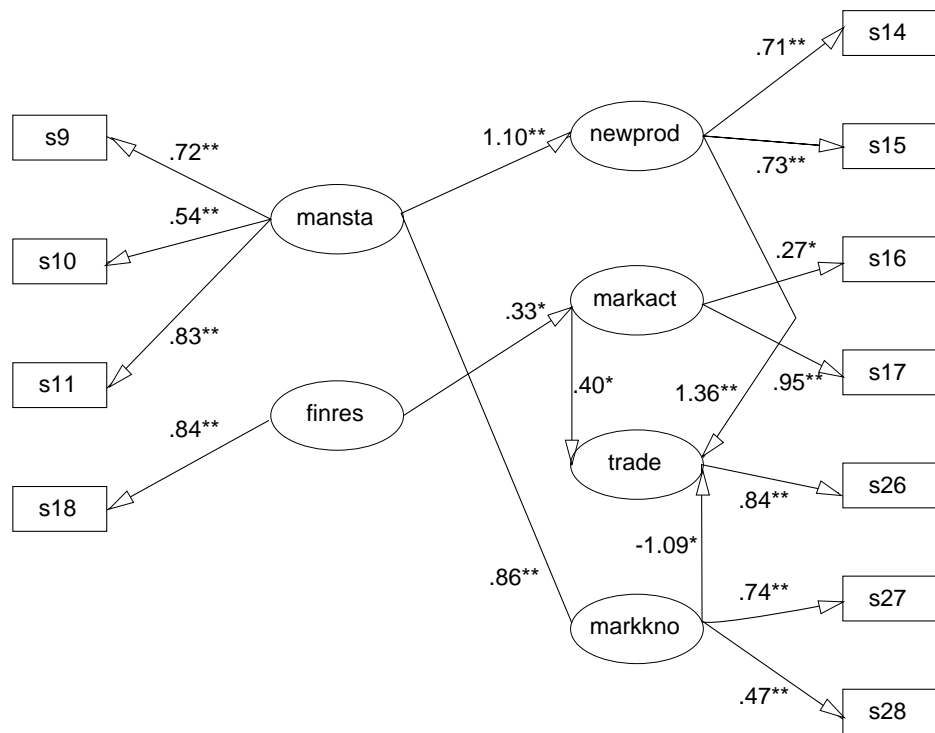 s14
.71**
s9
1.10**
newprod
s15
.72**
.73**
.54**
mansta
s10
.27*
s16
markact
.33*
.83**
s11
.40*
1.36**
.95**
s17
finres
.84**
trade
s26
.84**
s18
-1.09*
.86**
.74**
s27
markkno
.47**
s28